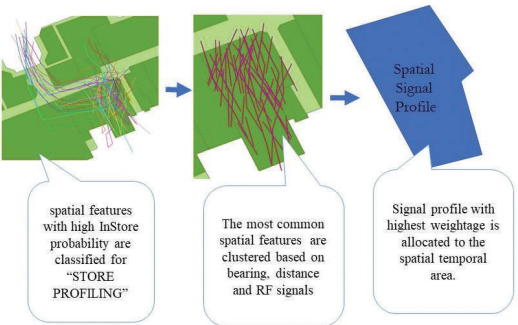 Spatial
Signal
Profile
spatial features
with high InStore
probability are
classified for
“STORE
PROFILING”
The most common
spatial features are
clustered based on
bearing, distance
and RF signals
Signal profile with
highest weightage is
allocated to the
spatial temporal
area.